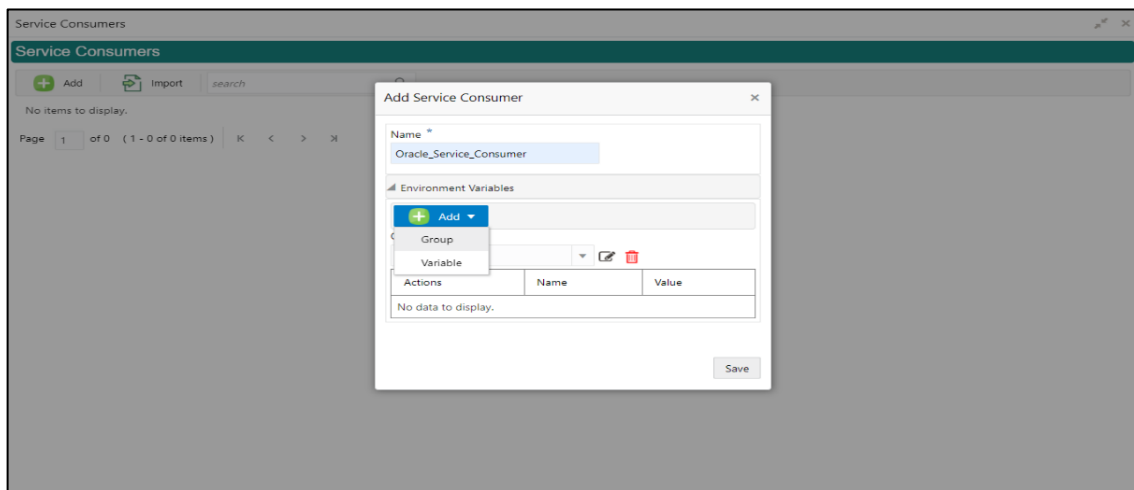 Service Consumers
Service Consumers
Add Import search
No items to display.
Page 1 of 0 (1 - 0 of 0 items) K < > >|
Add Service Consumer
Name *
Oracle_Service_Consumer
Environment Variables
Add
Group
Variable
Actions Name Value
No data to display.
Save